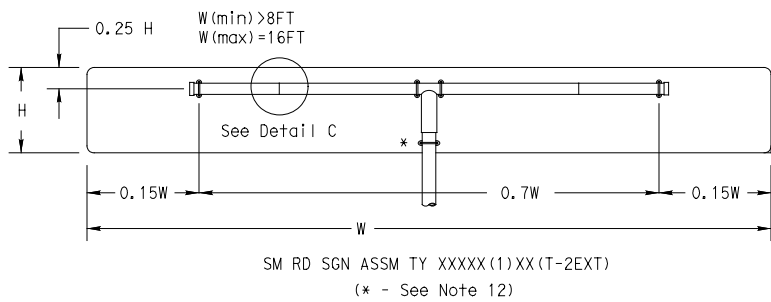 W(min)>8FT
W(max)=16FT
0.25 H
H
See Detail C
*
0.15W
0.7W
0.15W
W
SM RD SGN ASSM TY XXXXX(1)XX(T-2EXT)
(* - See Note 12)